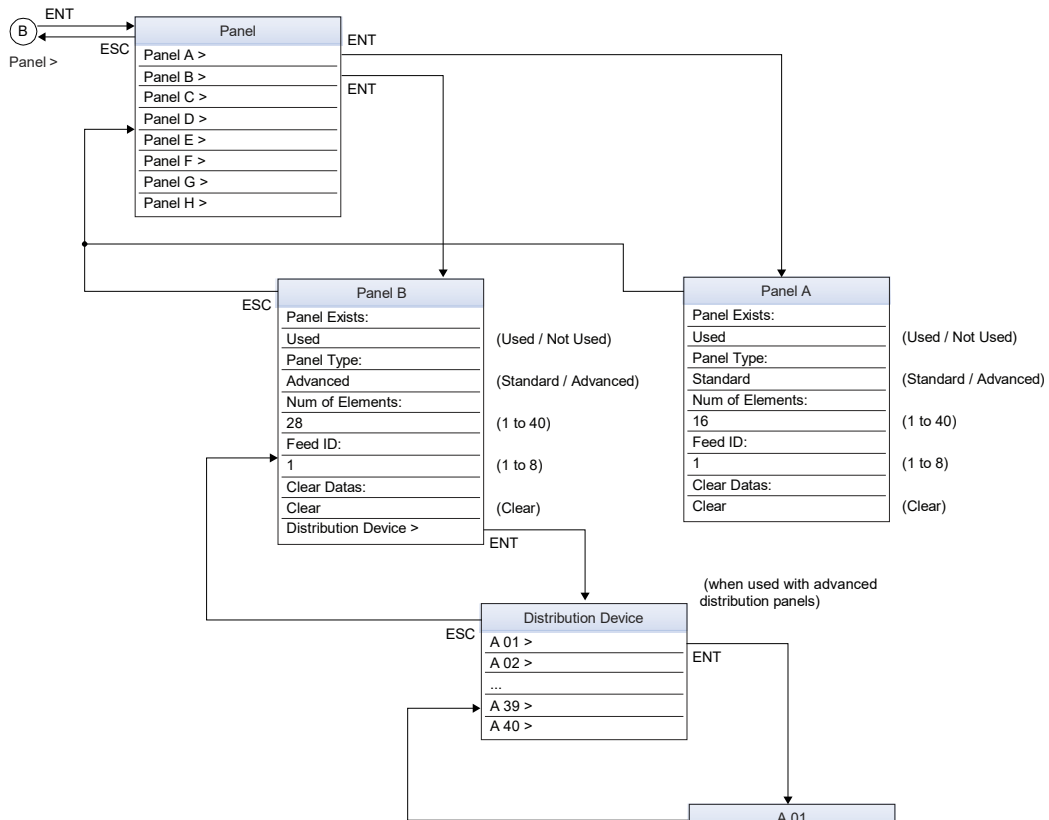 ENT
B
ESC
Panel >
Panel
Panel A >
Panel B >
Panel C >
Panel D >
Panel E >
Panel F >
Panel G >
Panel H >
ENT
ENT
ESC
Panel B
Panel Exists:
Used
(Used / Not Used)
Panel Type:
Advanced
(Standard / Advanced)
Num of Elements:
28
(1 to 40)
Feed ID:
1
(1 to 8)
Clear Datas:
Clear
(Clear)
Distribution Device >
ENT
Panel A
Panel Exists:
Used
(Used / Not Used)
Panel Type:
Standard
(Standard / Advanced)
Num of Elements:
16
(1 to 40)
Feed ID:
1
(1 to 8)
Clear Datas:
Clear
(Clear)
(when used with advanced
distribution panels)
ESC
Distribution Device
A 01 >
A 02 >
...
A 39 >
A 40 >
ENT
A 01